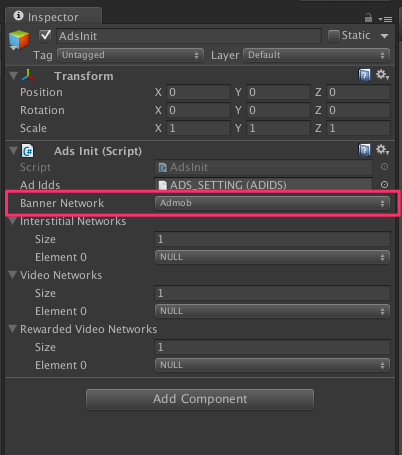 Inspector
AdsInit Static
Tag Untagged Layer Default
Transform
Position X 0 Y 0 Z 0
Rotation X 0 Y 0 Z 0
Scale X 1 Y 1 Z 1
Ads Init (Script)
Script AdsInit
Ad Idds ADS_SETTING (ADIDS)
Banner Network Admob
Interstitial Networks
Size 1
Element 0 NULL
Video Networks
Size 1
Element 0 NULL
Rewarded Video Networks
Size 1
Element 0 NULL
Add Component